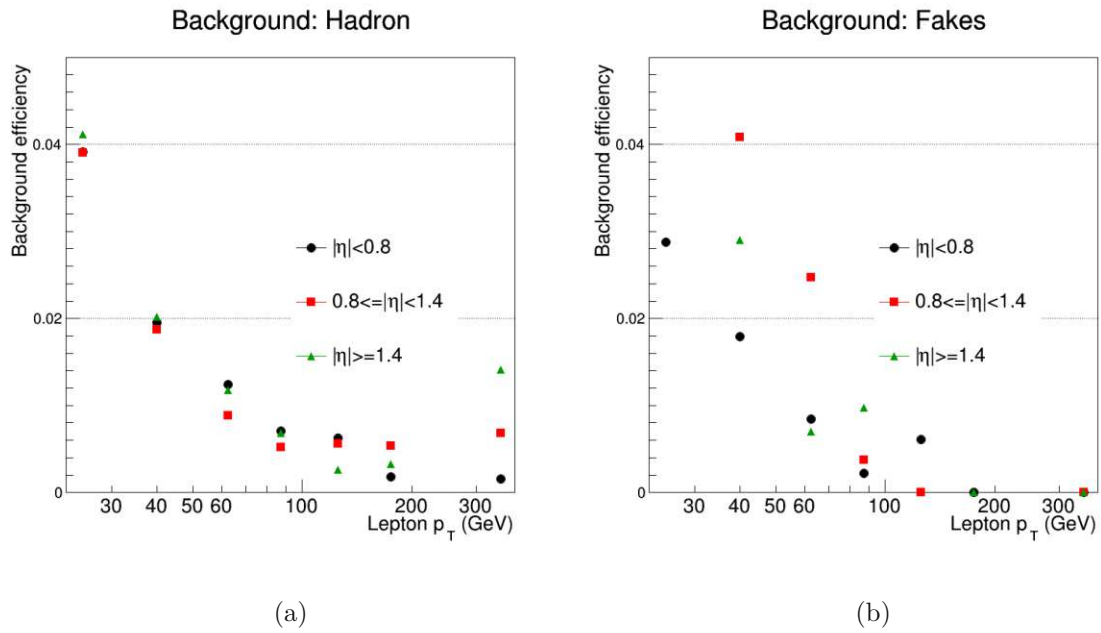 Background: Hadron
Background efficiency
0.04
0.02
0
|η|<0.8
0.8<=|η|<1.4
|η|>=1.4
30 40 50 60 100 200 300
Lepton p_T (GeV)
(a)
Background: Fakes
Background efficiency
0.04
0.02
0
|η|<0.8
0.8<=|η|<1.4
|η|>=1.4
30 40 50 60 100 200 300
Lepton p_T (GeV)
(b)